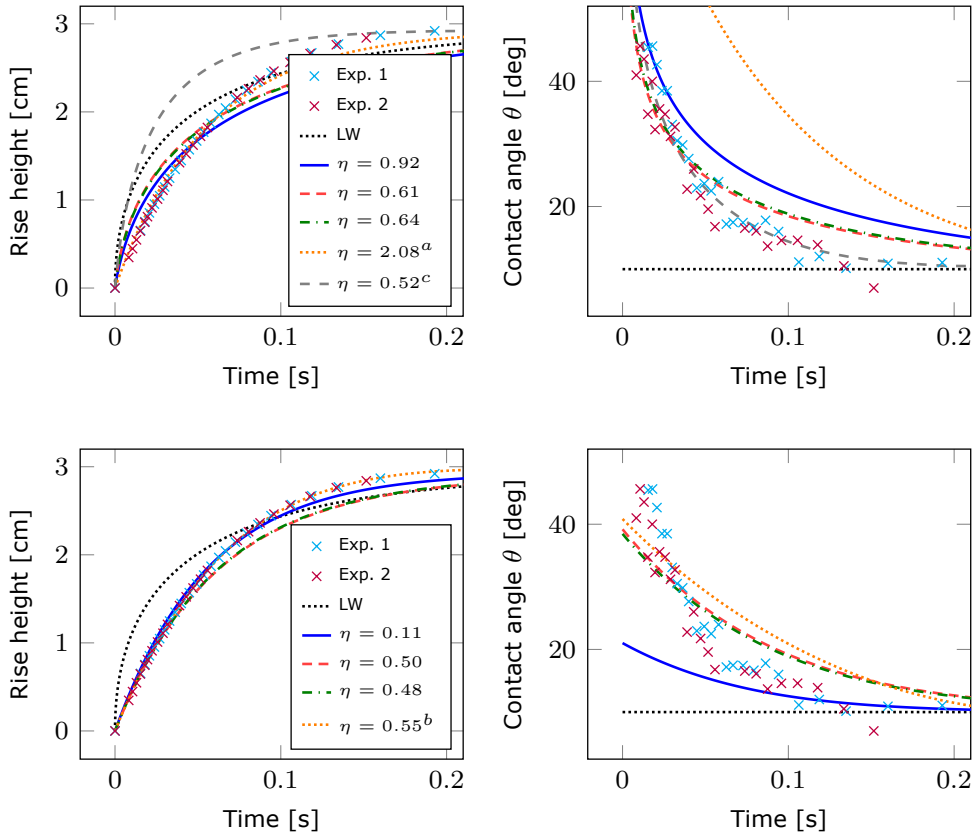 3
2
1
0
Rise height [cm]
Exp. 1
Exp. 2
LW
η = 0.92
η = 0.61
η = 0.64
η = 2.08ᵃ
η = 0.52ᶜ
0
0.1
0.2
Time [s]
40
20
Contact angle θ [deg]
0
0.1
0.2
Time [s]
3
2
1
0
Rise height [cm]
Exp. 1
Exp. 2
LW
η = 0.11
η = 0.50
η = 0.48
η = 0.55ᵇ
0
0.1
0.2
Time [s]
40
20
Contact angle θ [deg]
0
0.1
0.2
Time [s]